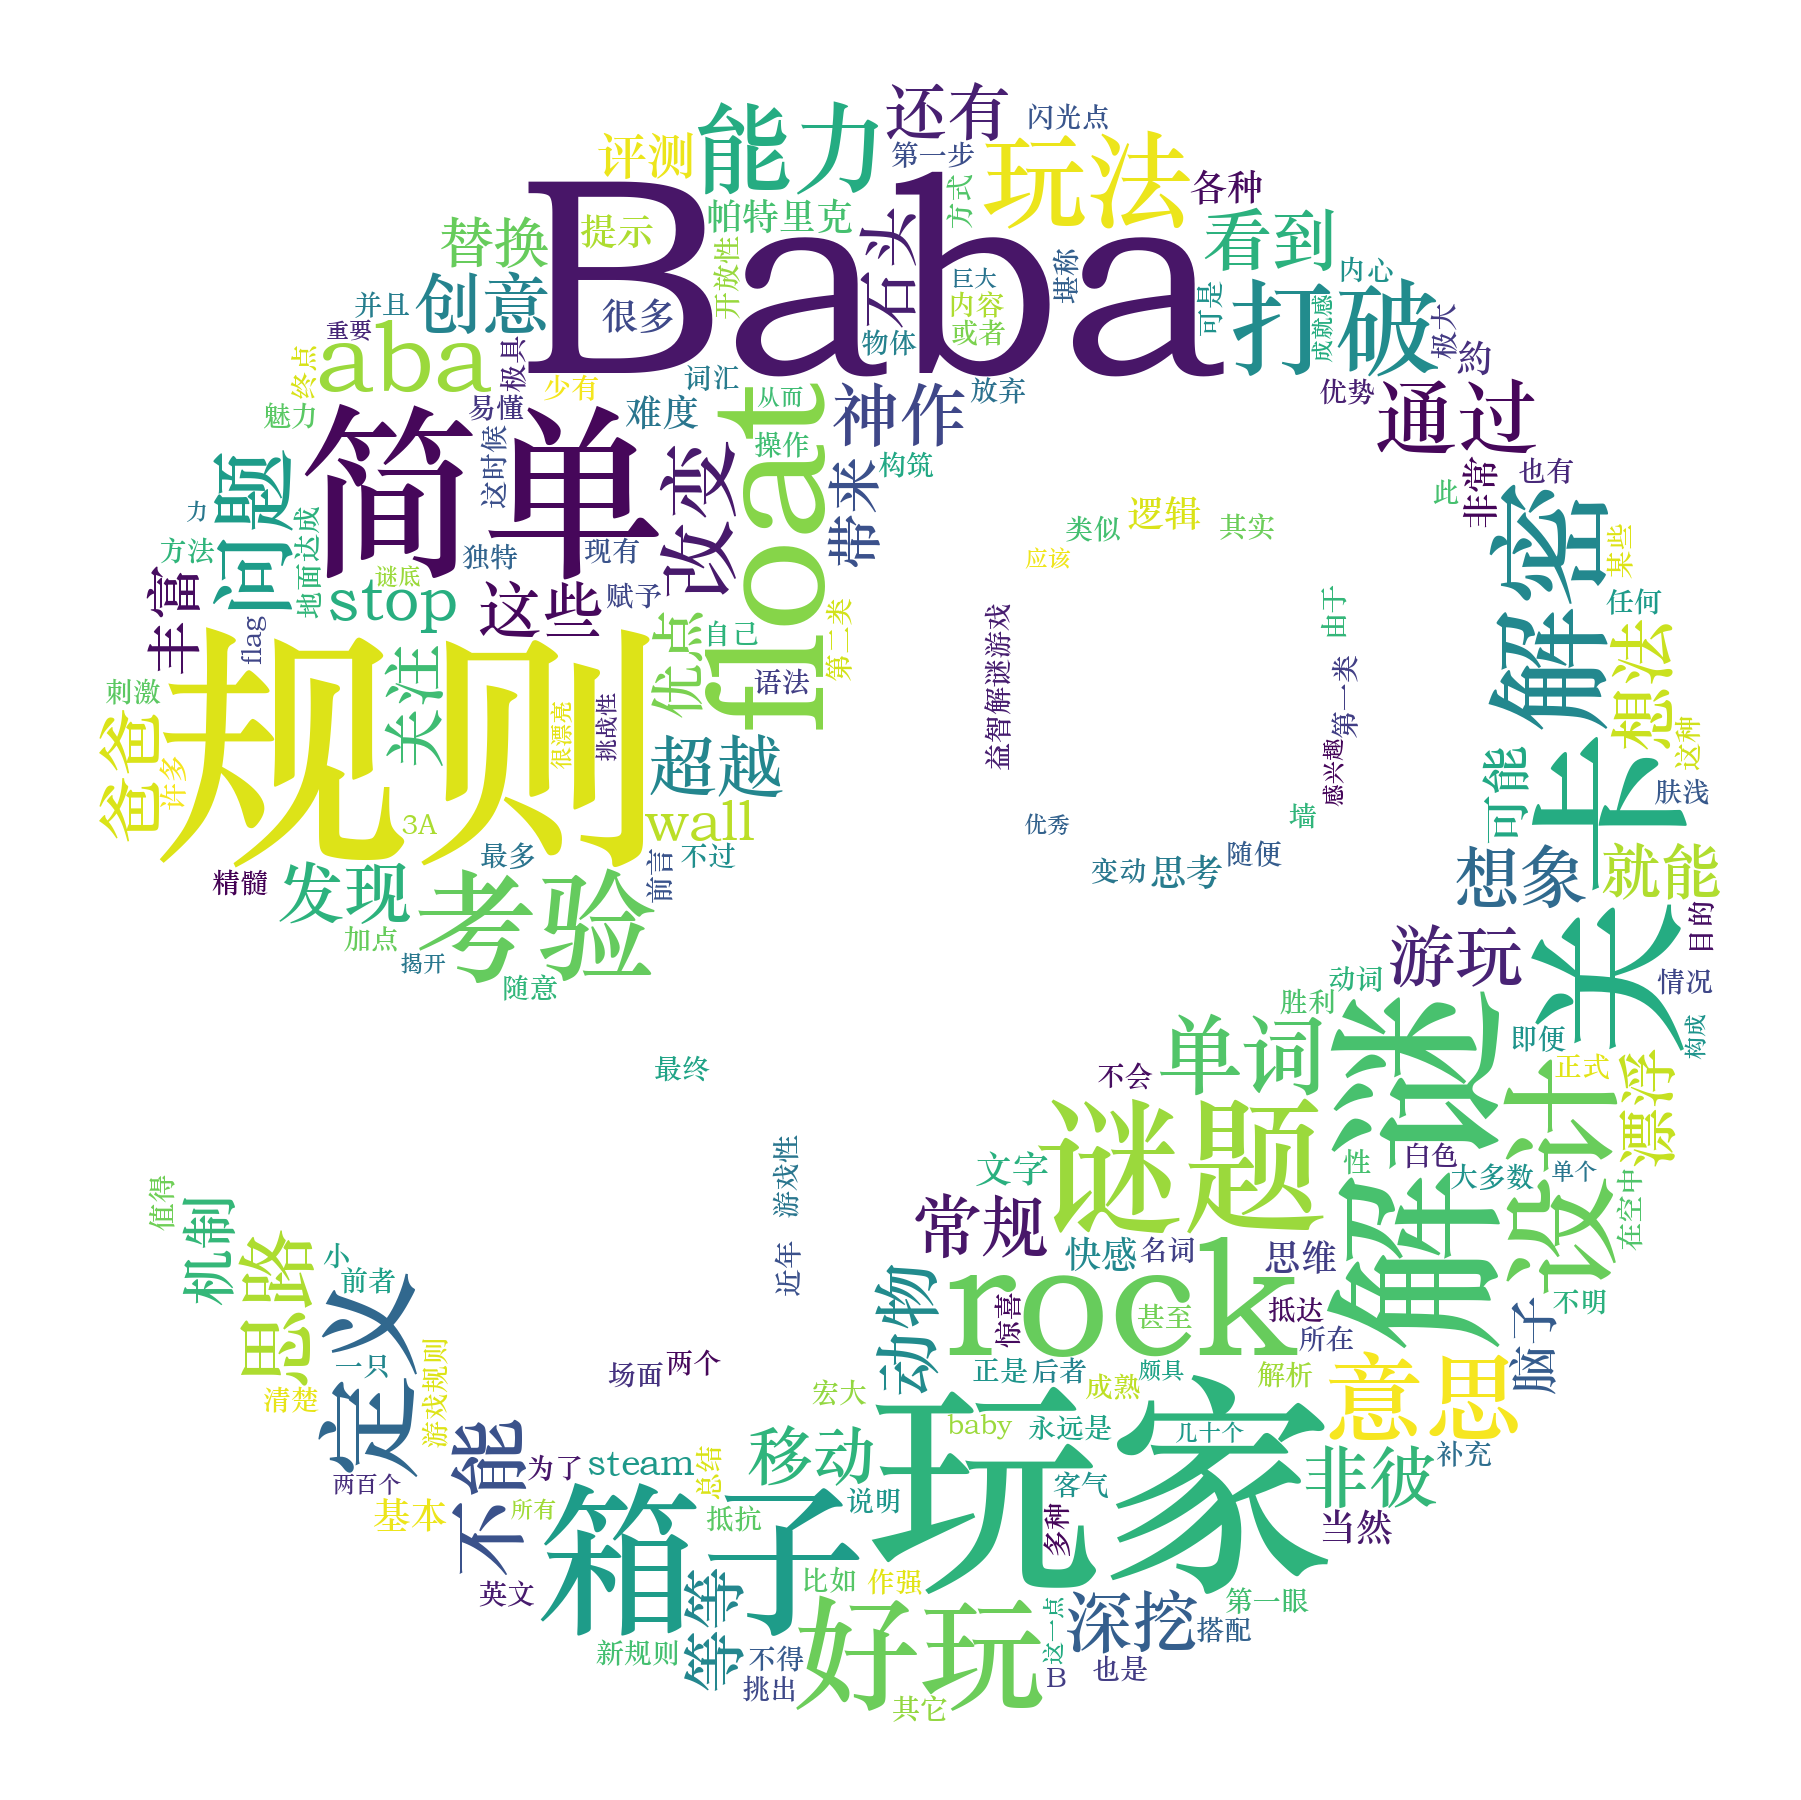 还有
闪光点
能力
评测
第一步
玩法
各种
方式
帕特里克
替换
提示
Baba
石头
看到
开放性
堪称
内心
巨大
创意
并且
很多
内容
可是
打破
重要
aba
或者
成就感
极大
物体
極具
约
终点
少有
词汇
从而
放弃
优势
通过
魅力
易懂
难度
神作
简单
float
改变
操作
构筑
这时候
带来
非常
也有
问题
力
达成
此
逻辑
类似
其实
解密
方法
独特
现有
应该
某些
谜底
丰富
地面
stop
这些
赋予
第二类
任何
flag
优点
自己
益智解谜游戏
由于
规则
关注
语法
想法
刺激
第一类
爸爸
很漂亮
挑战性
超越
这种
许多
感兴趣
可能
肤浅
3A
wall
墙
优秀
关卡
最多
不过
变动
思考
随便
想象
就能
精髓
发现
考验
前言
目的
加点
揭开
游玩
随意
动词
情况
胜利
单词
即便
构成
最终
不会
正式
解谜
设计
漂浮
谜题
游戏性
文字
性
白色
大多数
单个
值得
机制
常规
在空中
近年
快感
名词
思维
思路
小
前者
rock
动物
惊喜
甚至
抵达
所在
不明
定义
一只
场面
两个
正是
后者
颇具
解析
脑子
清楚
游戏规则
宏大
成熟
意思
玩家
baby
永远是
几十个
不能
为了
steam
总结
移动
非彼
补充
两百个
说明
客气
基本
所有
抵抗
多种
当然
箱子
英文
等等
比如
作强
好玩
这一点
深挖
第一眼
搭配
新规则
不得
挑出
B
也是
其它